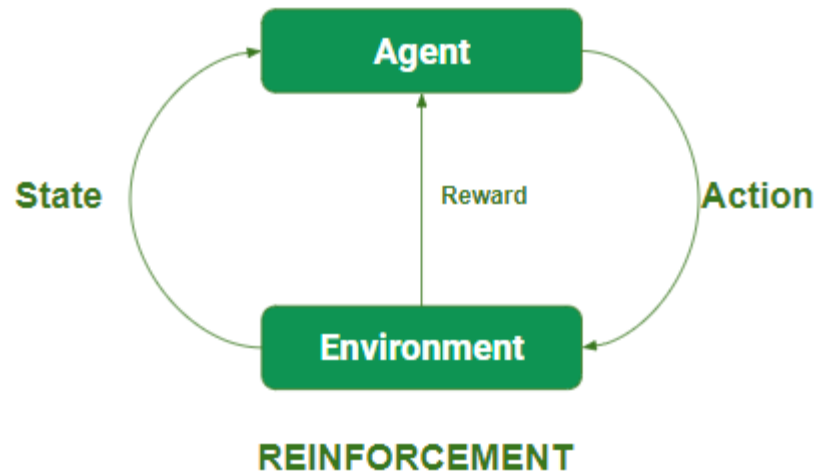 Agent
State
Reward
Action
Environment
REINFORCEMENT